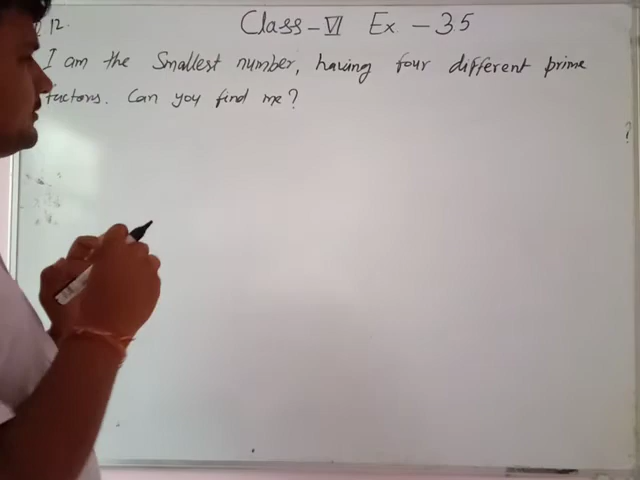 Class-VI Ex - 35
12.
I am the Smallest number, having four different prime
factors. Can you find me?
?